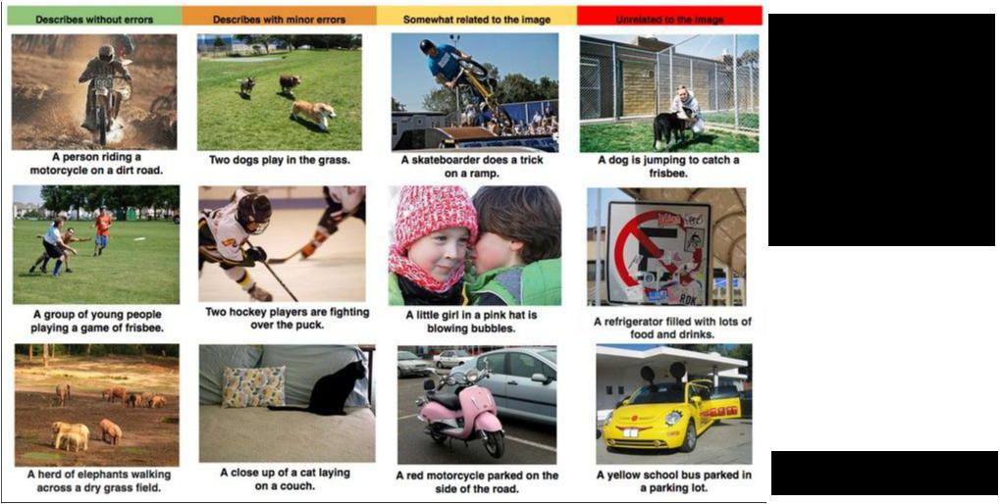 Describes without errors
Describes with minor errors
Somewhat related to the image
Unrelated to the image
A person riding a
motorcycle on a dirt road.
Two dogs play in the grass.
A skateboarder does a trick
on a ramp.
A dog is jumping to catch a
frisbee.
A group of young people
playing a game of frisbee.
Two hockey players are fighting
over the puck.
A little girl in a pink hat is
blowing bubbles.
RDK
A refrigerator filled with lots of
food and drinks.
A herd of elephants walking
across a dry grass field.
A close up of a cat laying
on a couch.
A red motorcycle parked on the
side of the road.
A yellow school bus parked in
a parking lot.